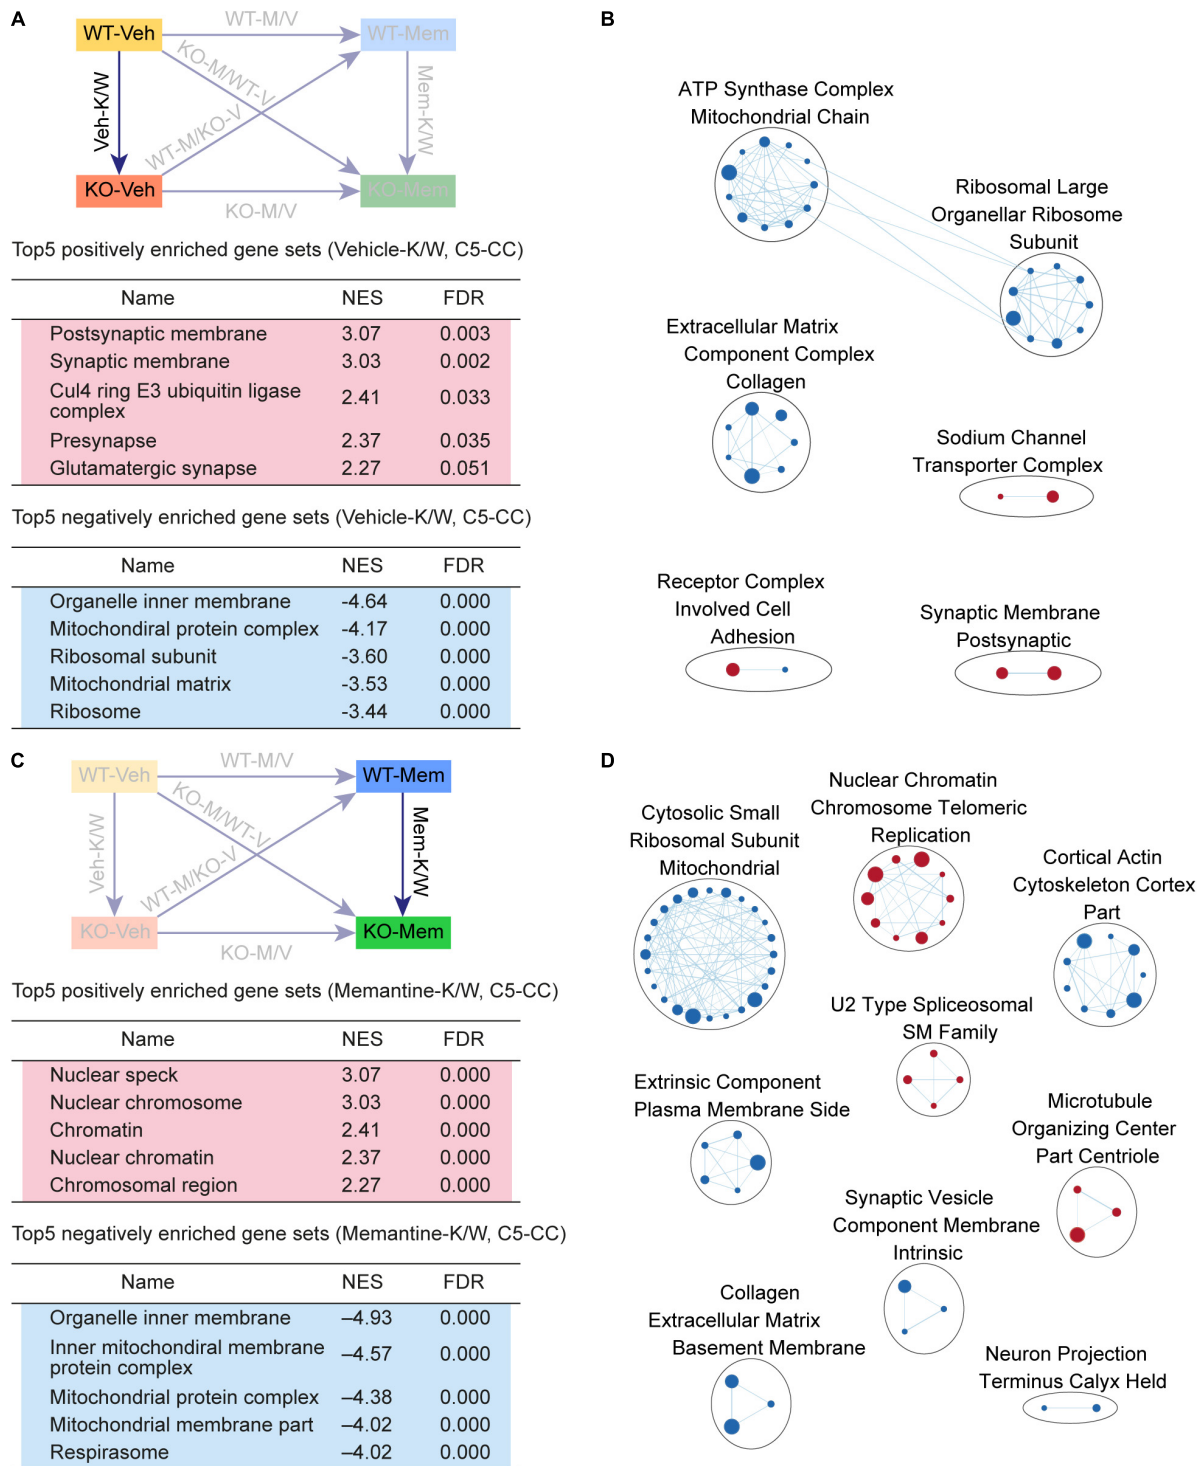 A
WT-Veh
WT-M/V
WT-Mem
Veh-K/W
KO-M/WT-V
WT-M/KO-V
Mem-K/W
KO-Veh
KO-M/V
KO-Mem
Top5 positively enriched gene sets (Vehicle-K/W, C5-CC)
Name NES FDR
Postsynaptic membrane 3.07 0.003
Synaptic membrane 3.03 0.002
Cul4 ring E3 ubiquitin ligase
complex 2.41 0.033
Presynapse 2.37 0.035
Glutamatergic synapse 2.27 0.051
Top5 negatively enriched gene sets (Vehicle-K/W, C5-CC)
Name NES FDR
Organelle inner membrane -4.64 0.000
Mitochondiral protein complex -4.17 0.000
Ribosomal subunit -3.60 0.000
Mitochondrial matrix -3.53 0.000
Ribosome -3.44 0.000
B
ATP Synthase Complex
Mitochondrial Chain
Ribosomal Large
Organellar Ribosome
Subunit
Extracellular Matrix
Component Complex
Collagen
Sodium Channel
Transporter Complex
Receptor Complex
Involved Cell
Adhesion
Synaptic Membrane
Postsynaptic
C
WT-Veh
WT-M/V
WT-Mem
Veh-K/W
KO-M/WT-V
WT-M/KO-V
Mem-K/W
KO-Veh
KO-M/V
KO-Mem
Top5 positively enriched gene sets (Memantine-K/W, C5-CC)
Name NES FDR
Nuclear speck 3.07 0.000
Nuclear chromosome 3.03 0.000
Chromatin 2.41 0.000
Nuclear chromatin 2.37 0.000
Chromosomal region 2.27 0.000
Top5 negatively enriched gene sets (Memantine-K/W, C5-CC)
Name NES FDR
Organelle inner membrane –4.93 0.000
Inner mitochondiral membrane
protein complex –4.57 0.000
Mitochondrial protein complex –4.38 0.000
Mitochondrial membrane part –4.02 0.000
Respirasome –4.02 0.000
D
Cytosolic Small
Ribosomal Subunit
Mitochondrial
Nuclear Chromatin
Chromosome Telomeric
Replication
Cortical Actin
Cytoskeleton Cortex
Part
U2 Type Spliceosomal
SM Family
Extrinsic Component
Plasma Membrane Side
Microtubule
Organizing Center
Part Centriole
Synaptic Vesicle
Component Membrane
Intrinsic
Collagen
Extracellular Matrix
Basement Membrane
Neuron Projection
Terminus Calyx Held